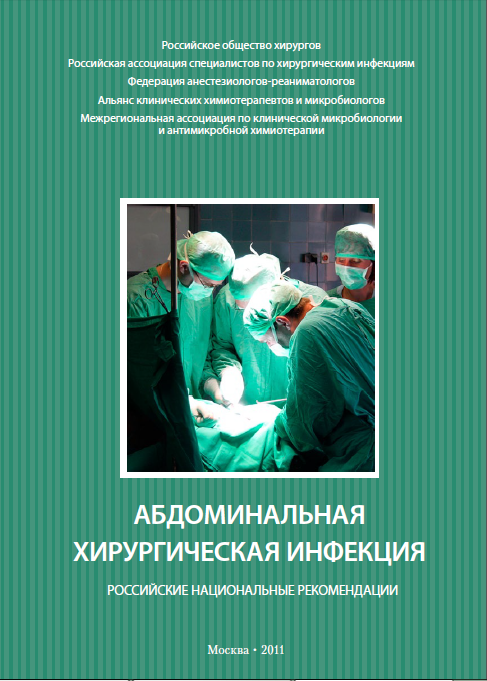 Российское общество хирургов
Российская ассоциация специалистов по хирургическим инфекциям
Федерация анестезиологов-реаниматологов
Альянс клинических химиотерапевтов и микробиологов
Межрегиональная ассоциация по клинической микробиологии
и антимикробной химиотерапии
АБДОМИНАЛЬНАЯ
ХИРУРГИЧЕСКАЯ ИНФЕКЦИЯ
РОССИЙСКИЕ НАЦИОНАЛЬНЫЕ РЕКОМЕНДАЦИИ
Москва • 2011